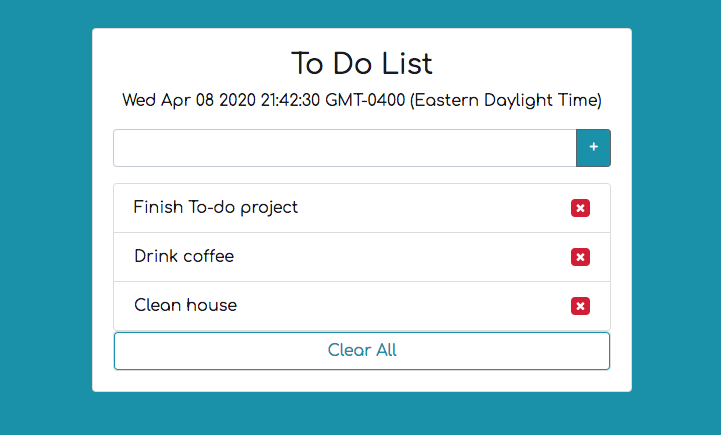 To Do List
Wed Apr 08 2020 21:42:30 GMT-0400 (Eastern Daylight Time)
+
Finish To-do project
Drink coffee
Clean house
Clear All